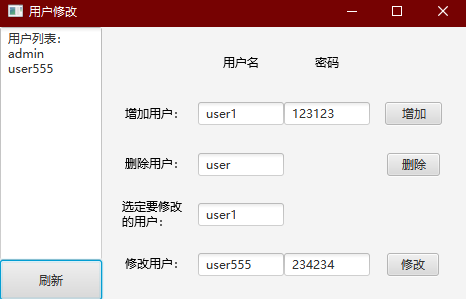 用户修改
用户列表：
admin
user555
刷新
用户名 密码
增加用户： user1 123123 增加
删除用户： user 删除
选定要修改
的用户： user1
修改用户： user555 234234 修改